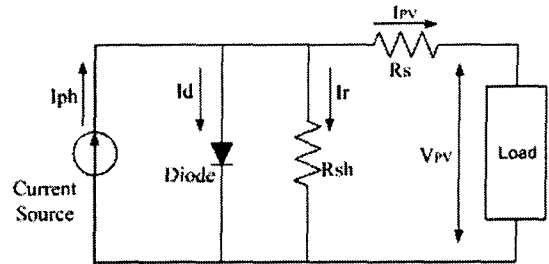 IPV
Rs
Iph
Id
Ir
Diode
Rsh
VPV
Load
Current
Source